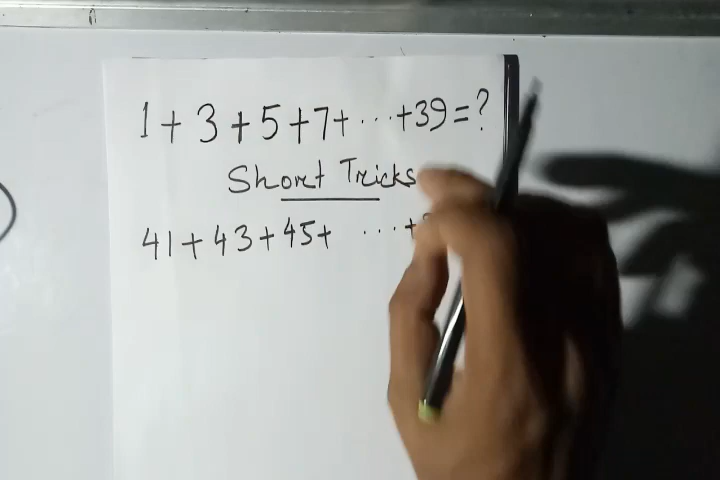 1 + 3 + 5 + 7 + ... + 39 = ?
Short Tricks
41 + 43 + 45 + ... +